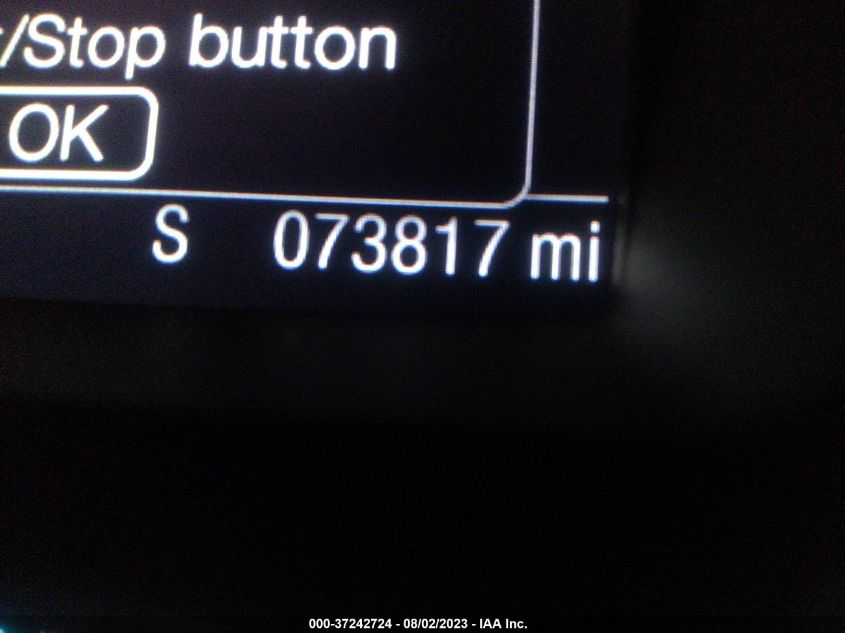 /Stop button
OK
S 073817 mi
000-37242724 - 08/02/2023 - IAA Inc.